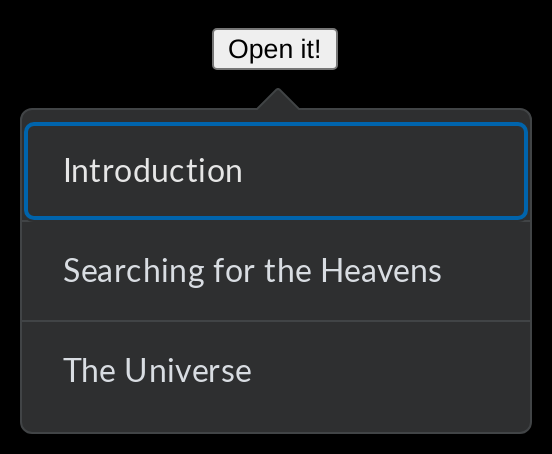 Open it!
Introduction
Searching for the Heavens
The Universe